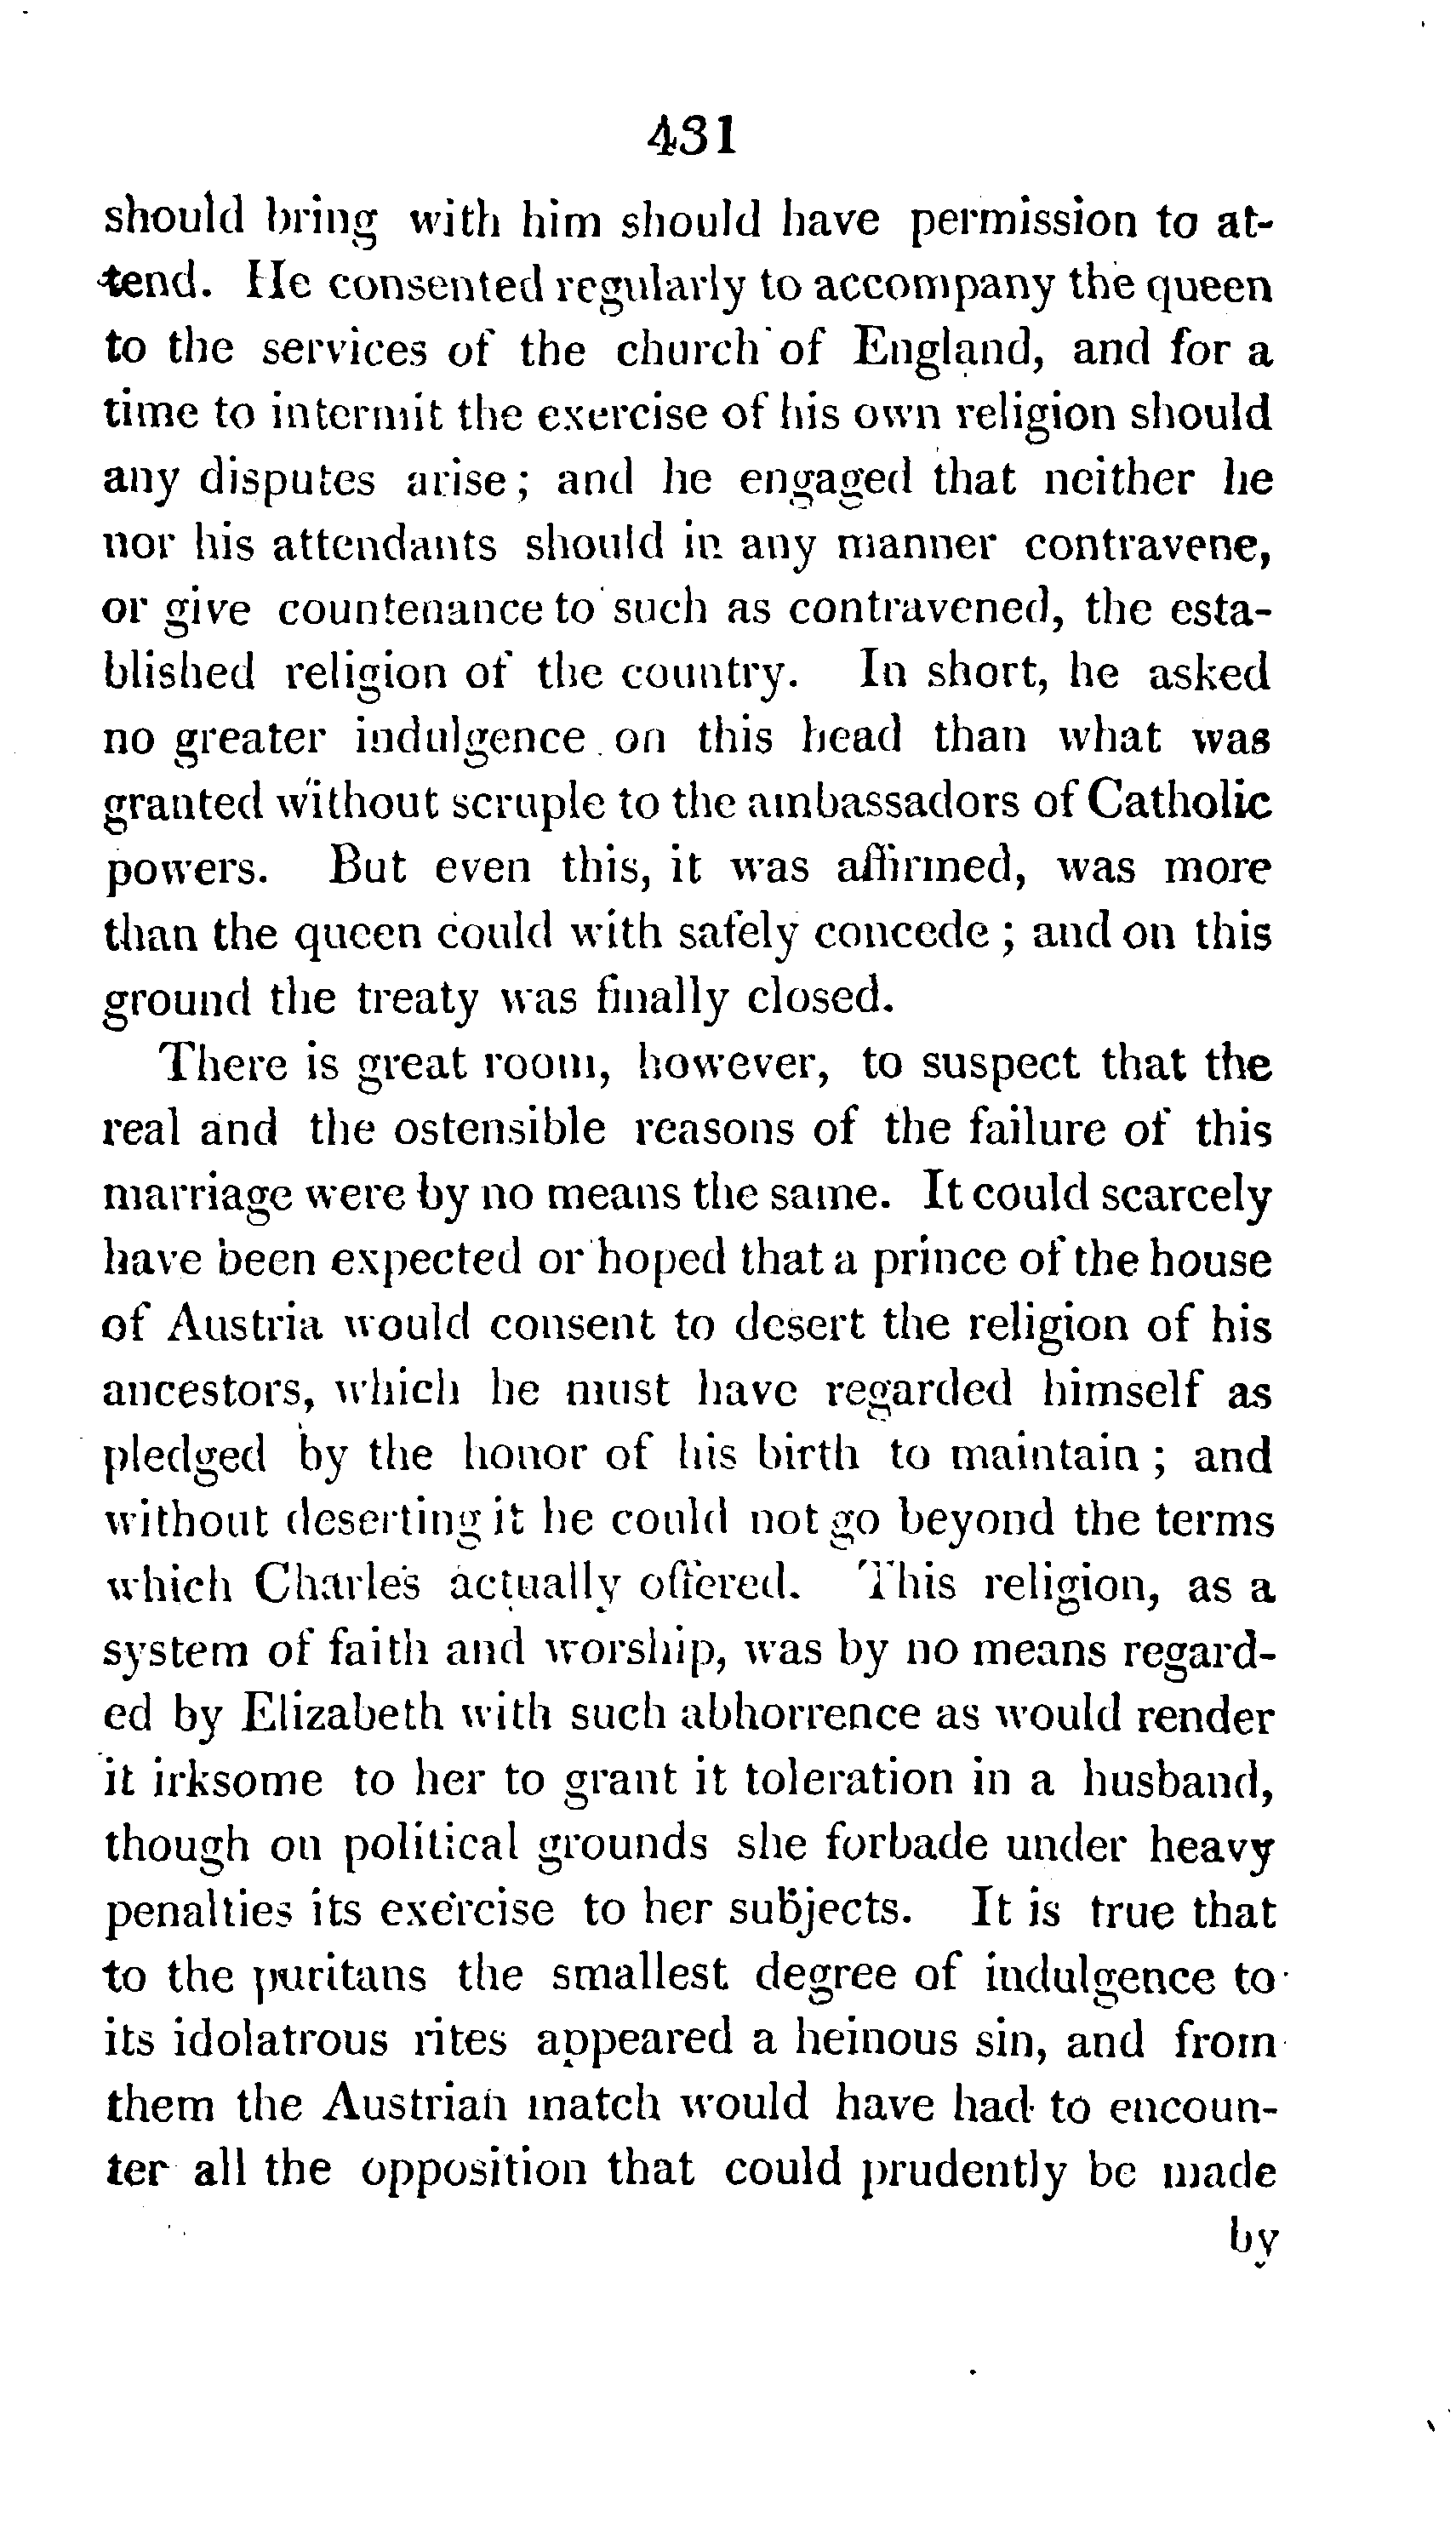 431
should bring with him should have permission to at-
tend. He consented regularly to accompany the queen
to the services of the church of England, and for a
time to intermit the exercise of his own religion should
any disputes arise; and he engaged that neither he
nor his attendants should in any manner contravene,
or give countenance to such as contravened, the esta-
blished religion of the country. In short, he asked
no greater indulgence on this head than what was
granted without scruple to the ambassadors of Catholic
powers. But even this, it was affirmed, was more
than the queen could with safely concede; and on this
ground the treaty was finally closed.
There is great room, however, to suspect that the
real and the ostensible reasons of the failure of this
marriage were by no means the same. It could scarcely
have been expected or hoped that a prince of the house
of Austria would consent to desert the religion of his
ancestors, which he must have regarded himself as
pledged by the honor of his birth to maintain; and
without deserting it he could not go beyond the terms
which Charles actually offered. This religion, as a
system of faith and worship, was by no means regard-
ed by Elizabeth with such abhorrence as would render
it irksome to her to grant it toleration in a husband,
though on political grounds she forbade under heavy
penalties its exercise to her subjects. It is true that
to the puritans the smallest degree of indulgence to
its idolatrous rites appeared a heinous sin, and from
them the Austrian match would have had to encoun-
ter all the opposition that could prudently be made
by